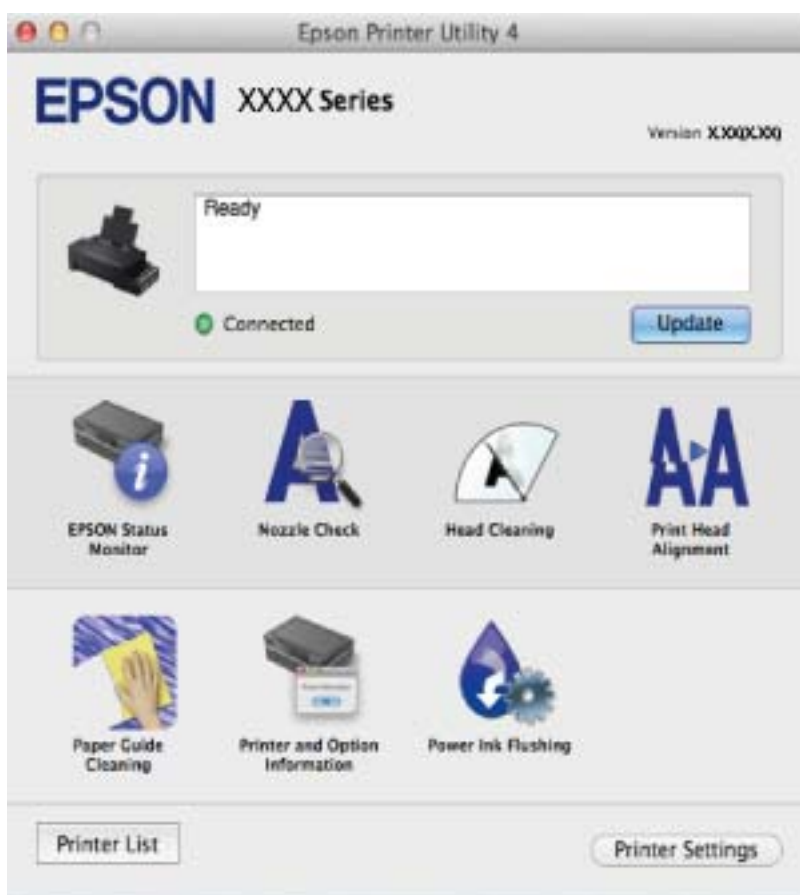 Epson Printer Utility 4
EPSON XXXX Series
Version X.XX(X.XX)
Ready
Connected
Update
EPSON Status
Monitor
Nozzle Check
Head Cleaning
Print Head
Alignment
Paper Guide
Cleaning
Printer and Option
Information
Power Ink Flushing
Printer List
Printer Settings